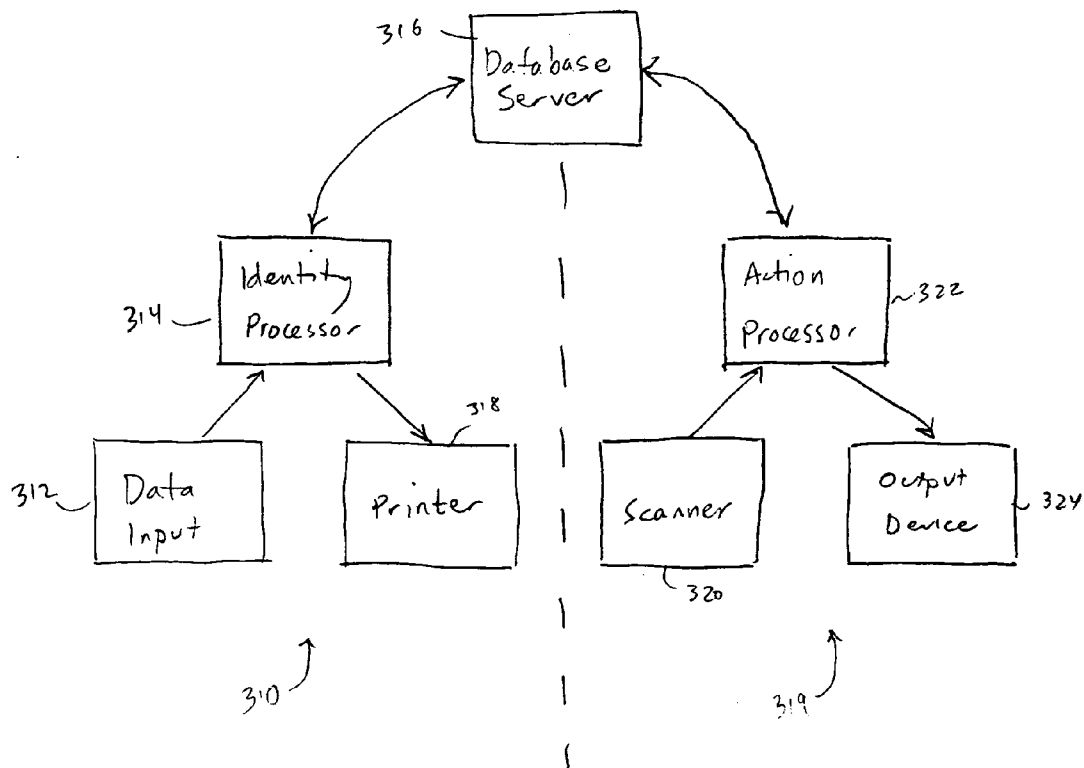 316
Database
Server
Identity
Processor
314
Action
Processor
322
318
312
Data
Input
Printer
Scanner
320
Output
Device
324
310
319